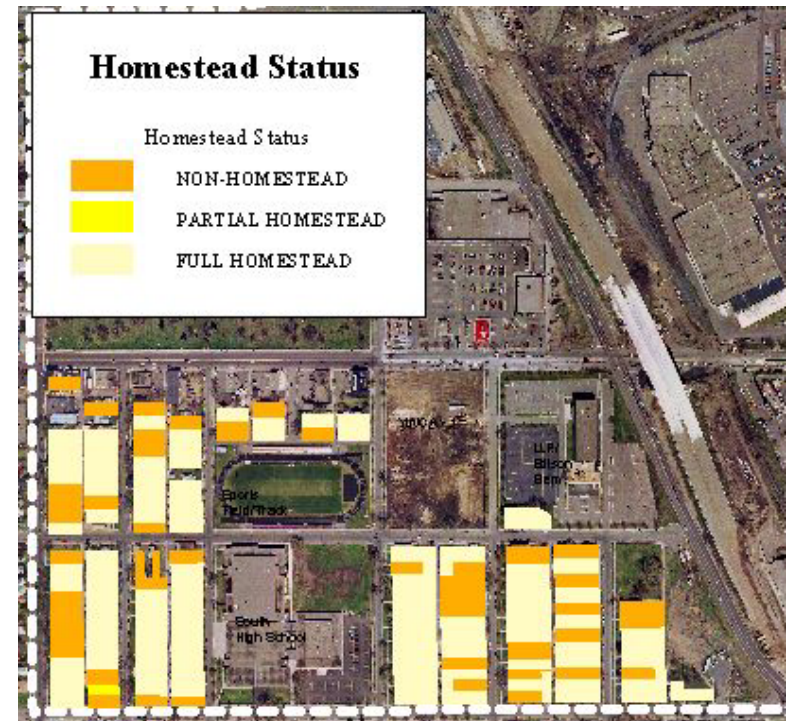 Homestead Status
Homestead Status
NON-HOMESTEAD
PARTIAL HOMESTEAD
FULL HOMESTEAD
Sports
Field/Track
South
High School